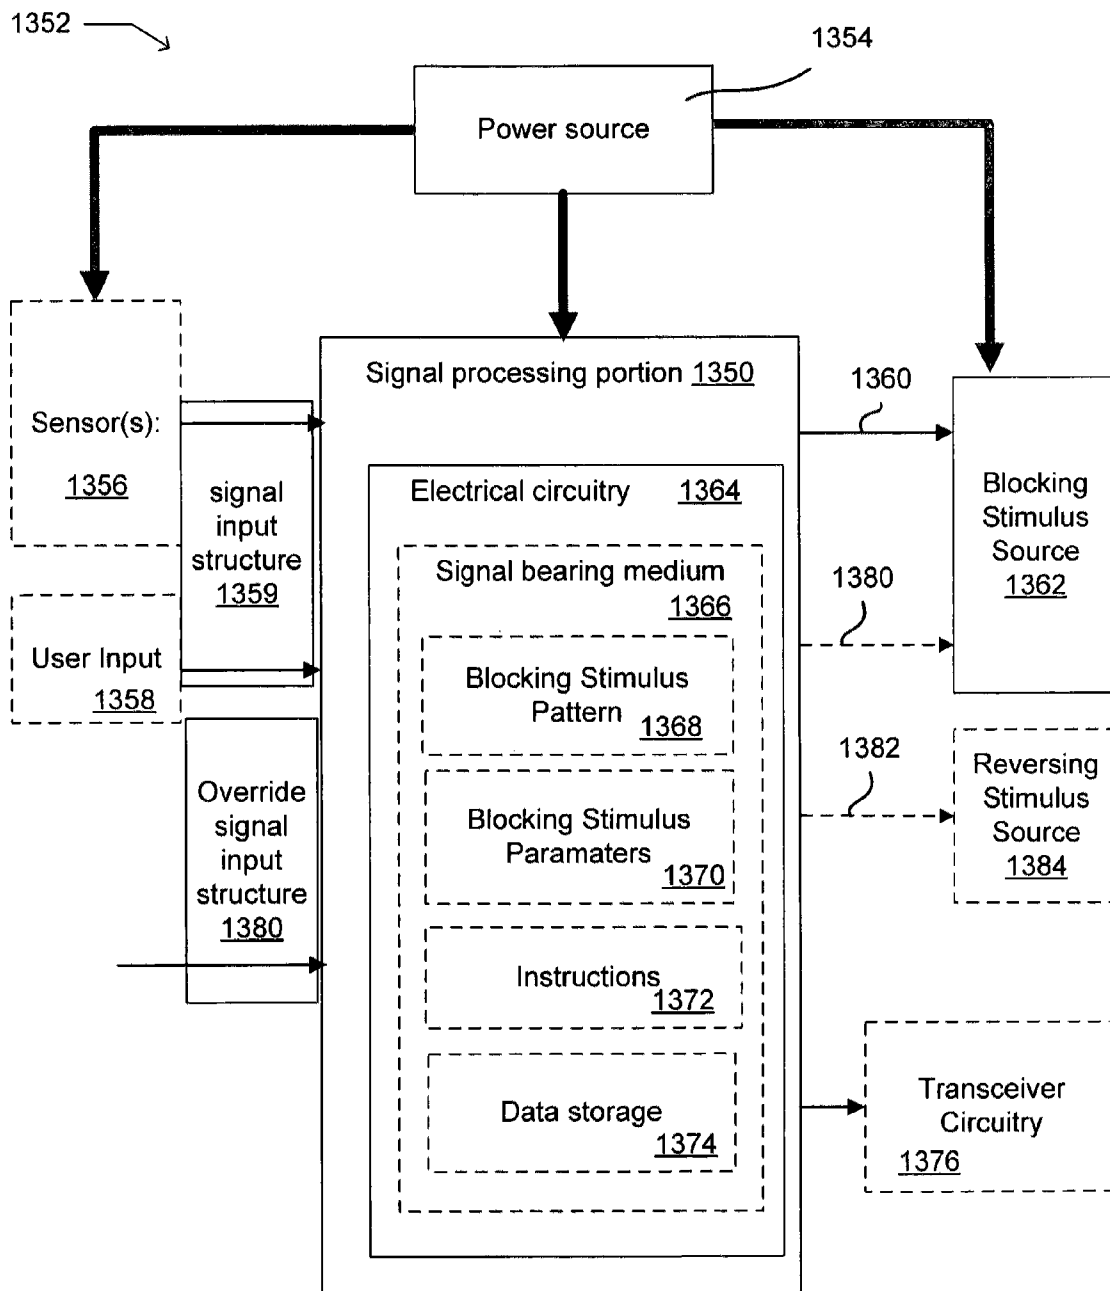 1352
1354
Power source
Signal processing portion 1350
1360
Sensor(s):
1356
signal
input
structure
1359
Electrical circuitry 1364
Blocking
Stimulus
Source
1362
Signal bearing medium
1366
1380
User Input
1358
Blocking Stimulus
Pattern
1368
1382
Reversing
Stimulus
Source
1384
Override
signal
input
structure
1380
Blocking Stimulus
Paramaters
1370
Instructions
1372
Data storage
1374
Transceiver
Circuitry
1376